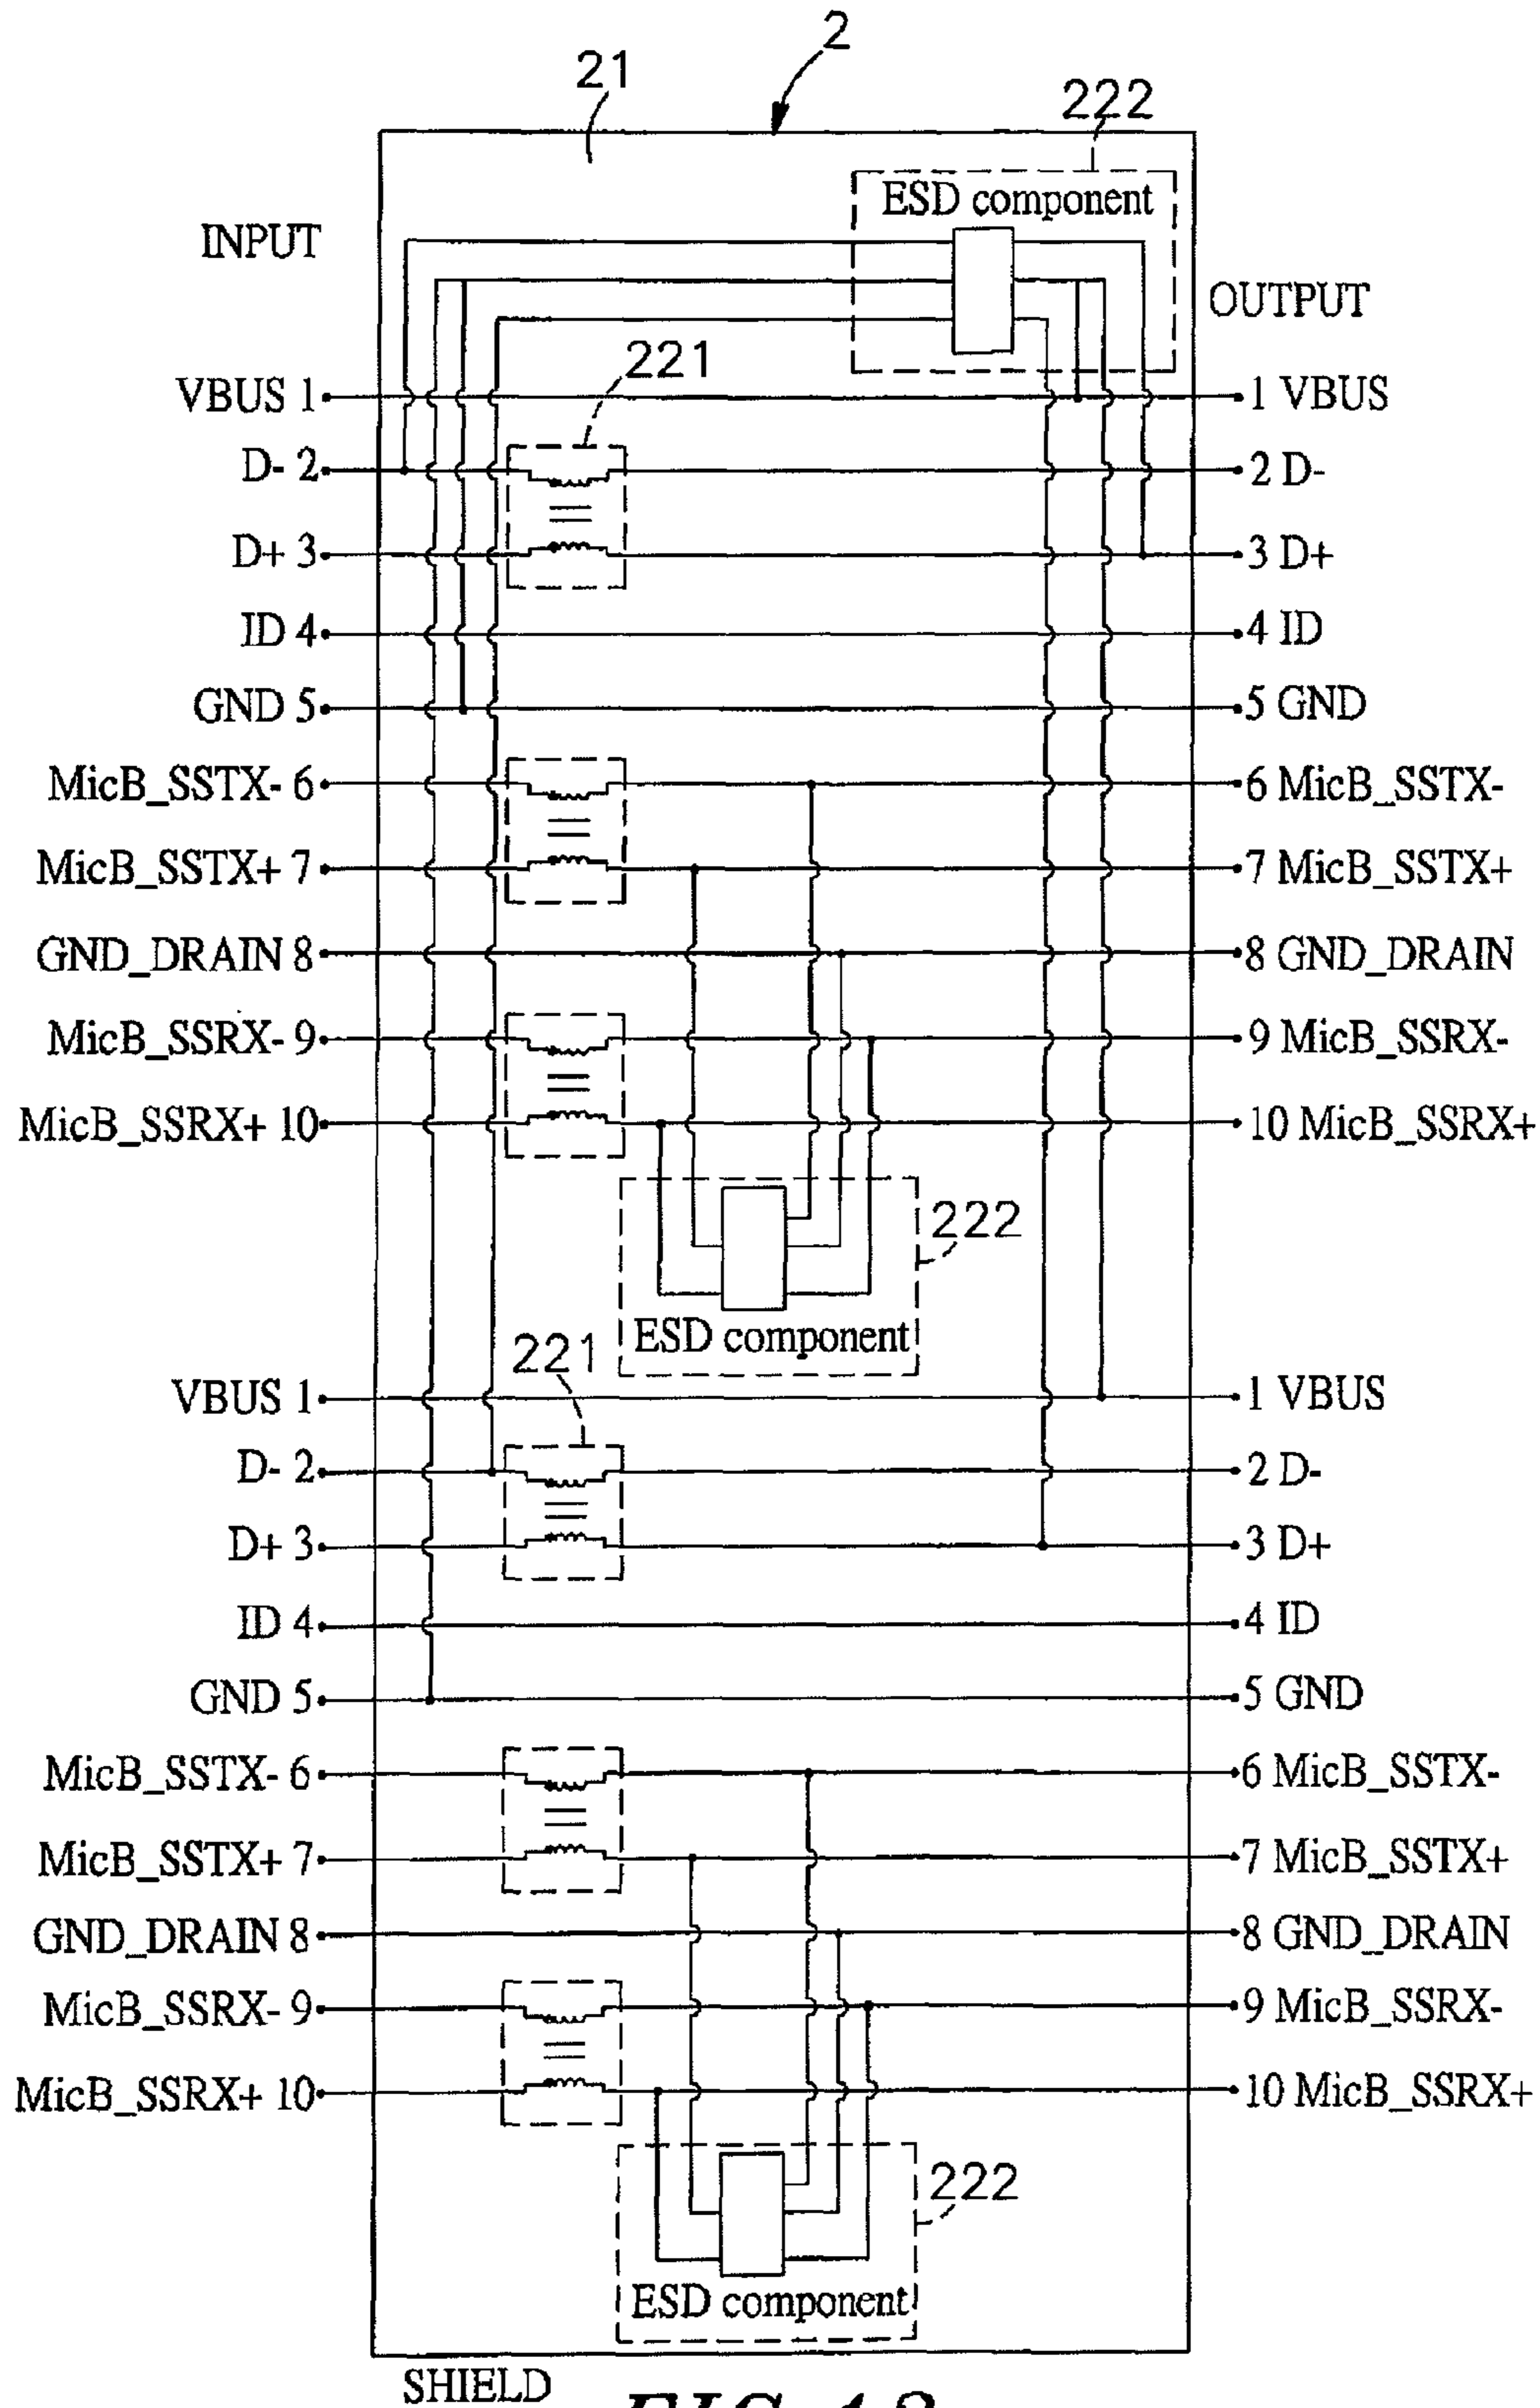 2
21
222
ESD component
INPUT
OUTPUT
221
VBUS 1
1 VBUS
D- 2
2 D-
D+ 3
3 D+
ID 4
4 ID
GND 5
5 GND
MicB_SSTX- 6
6 MicB_SSTX-
MicB_SSTX+ 7
7 MicB_SSTX+
GND_DRAIN 8
8 GND_DRAIN
MicB_SSRX- 9
9 MicB_SSRX-
MicB_SSRX+ 10
10 MicB_SSRX+
222
ESD component
221
VBUS 1
1 VBUS
D- 2
2 D-
D+ 3
3 D+
ID 4
4 ID
GND 5
5 GND
MicB_SSTX- 6
6 MicB_SSTX-
MicB_SSTX+ 7
7 MicB_SSTX+
GND_DRAIN 8
8 GND_DRAIN
MicB_SSRX- 9
9 MicB_SSRX-
MicB_SSRX+ 10
10 MicB_SSRX+
222
ESD component
SHIELD